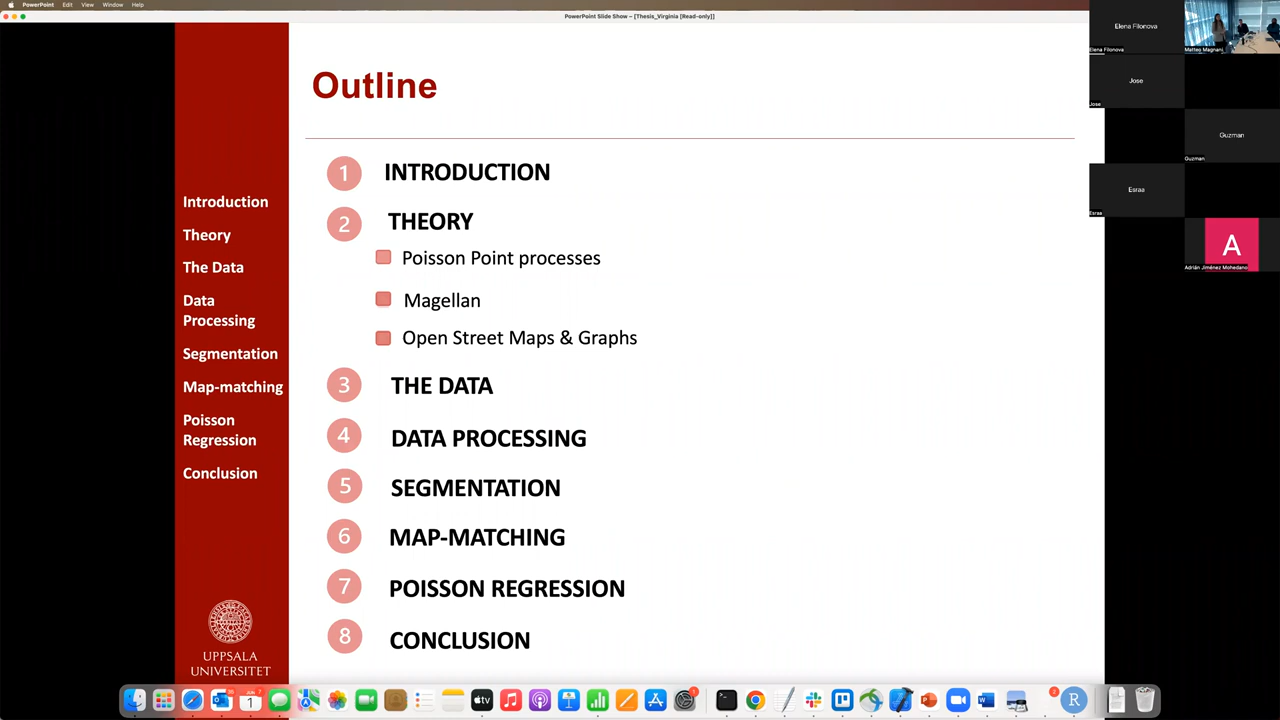 PowerPoint Edit View Window Help
PowerPoint Slide Show – [Thesis_Virginia [Read-only]]
Outline
1 INTRODUCTION
2 THEORY
Poisson Point processes
Magellan
Open Street Maps & Graphs
3 THE DATA
4 DATA PROCESSING
5 SEGMENTATION
6 MAP-MATCHING
7 POISSON REGRESSION
8 CONCLUSION
Introduction
Theory
The Data
Data
Processing
Segmentation
Map-matching
Poisson
Regression
Conclusion
UPPSALA
UNIVERSITET
Elena Filonova
Elena Filonova
Matteo Magnani
Jose
Jose
Guzman
Guzman
Esraa
Esraa
A
Adrián Jiménez Mohedano
tv
W
R